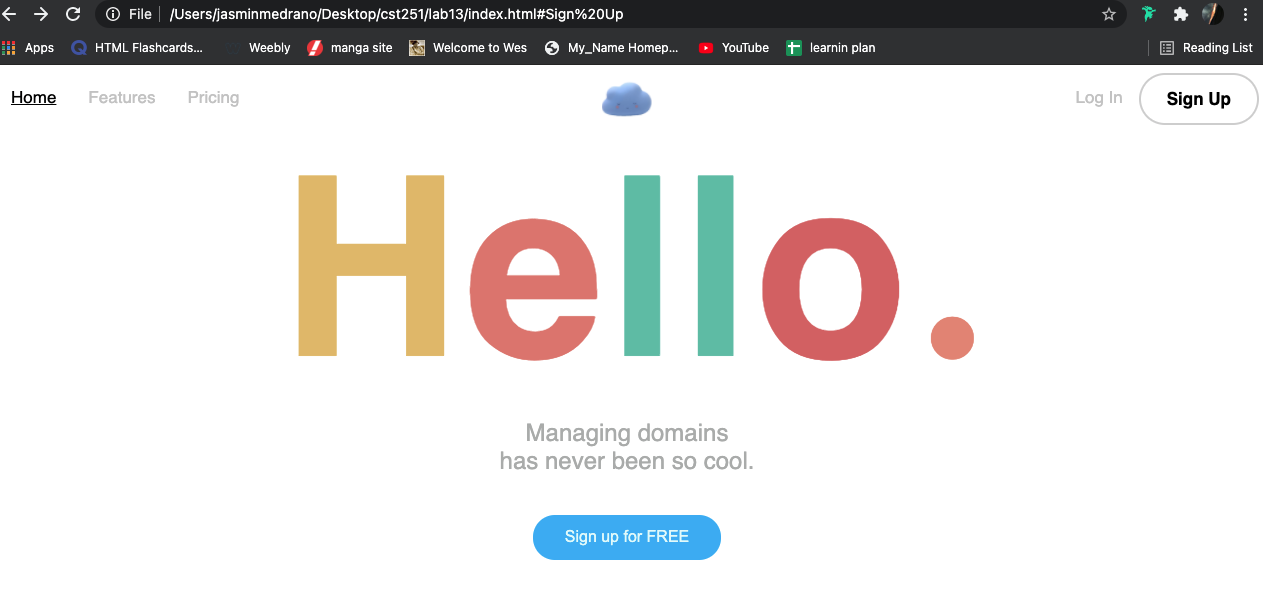 File /Users/jasminmedrano/Desktop/cst251/lab13/index.html#Sign%20Up
Apps HTML Flashcards... Weebly manga site Welcome to Wes My_Name Homep... YouTube learnin plan Reading List
Home Features Pricing Log In Sign Up
Hello.
Managing domains
has never been so cool.
Sign up for FREE